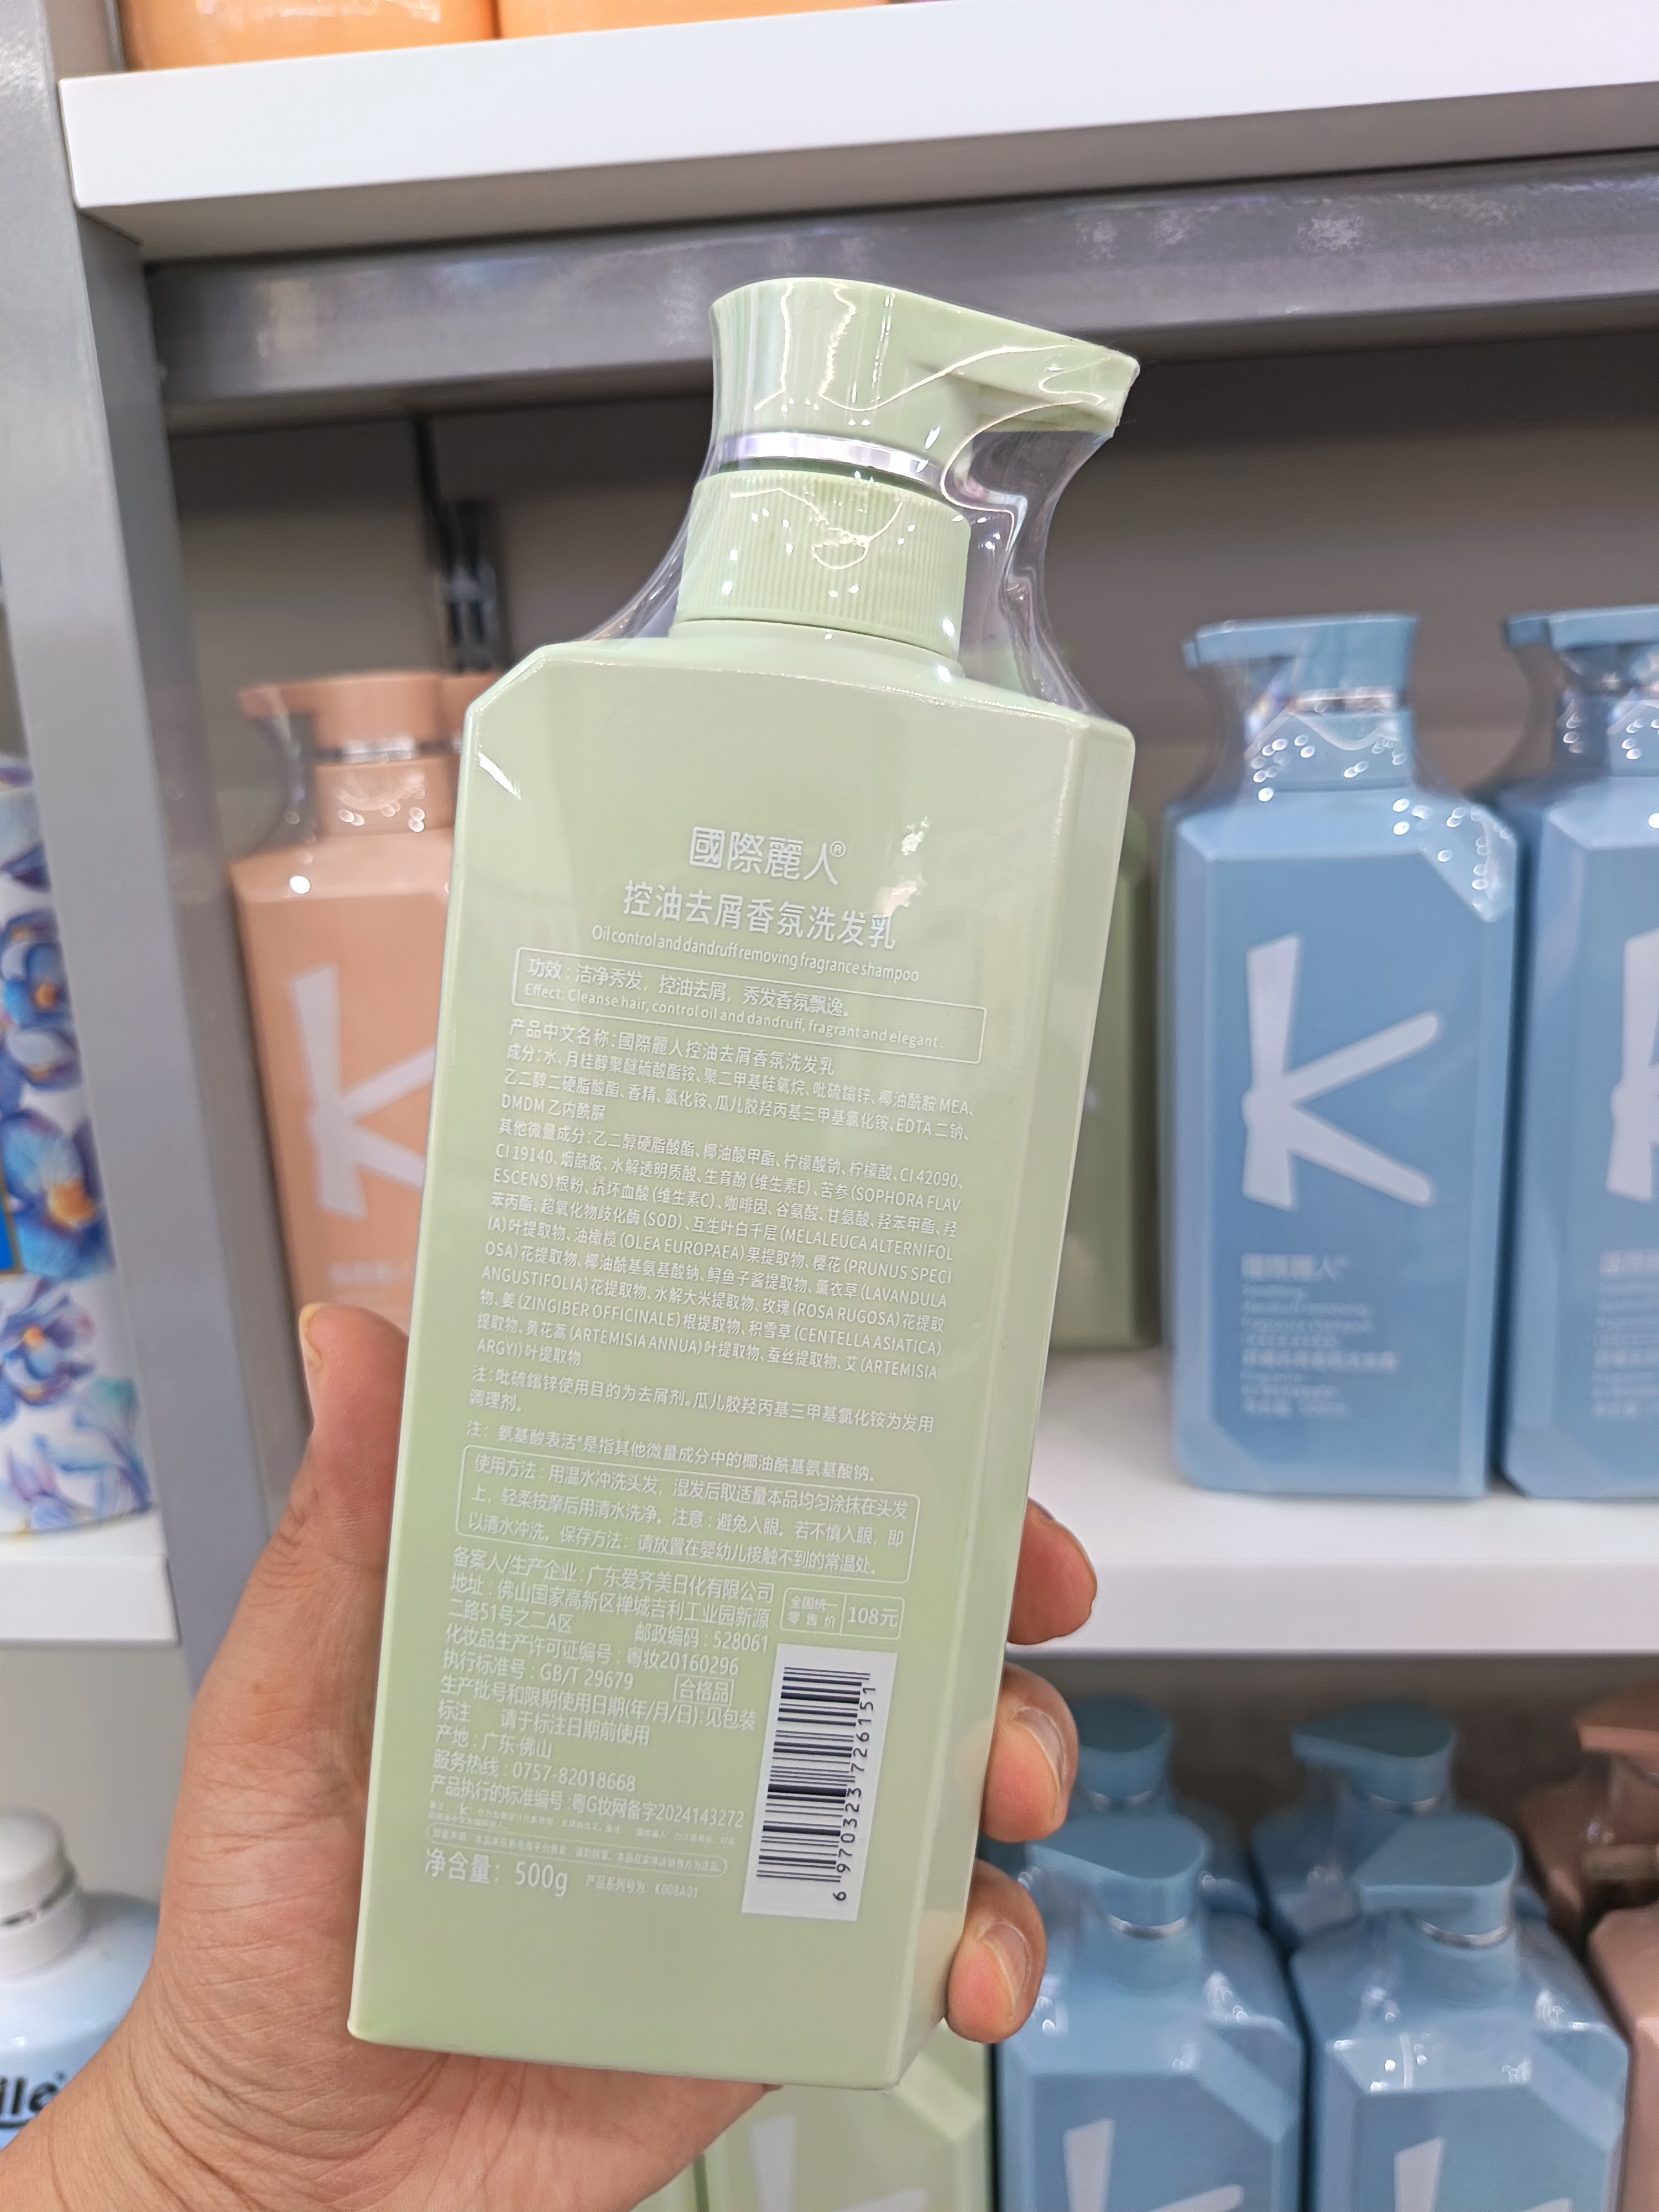 國際麗人®
控油去屑香氛洗发乳
Oil control and dandruff removing fragrance shampoo
功效：洁净秀发，控油去屑，秀发香氛飘逸。
Effect: Cleanse hair, control oil and dandruff, fragrant and elegant.
产品中文名称：國際麗人控油去屑香氛洗发乳
成分：水、月桂醇聚醚硫酸酯铵、聚二甲基硅氧烷、吡硫鎓锌、椰油酰胺 MEA、
乙二醇二硬脂酸酯、香精、氯化铵、瓜儿胶羟丙基三甲基氯化铵、EDTA 二钠、
DMDM 乙内酰脲
其他微量成分：乙二醇硬脂酸酯、椰油酸甲酯、柠檬酸钠、柠檬酸、CI 42090、
CI 19140、烟酰胺、水解透明质酸、生育酚（维生素E）、苦参（SOPHORA FLAV
ESCENS）根粉、抗坏血酸（维生素C）、咖啡因、谷氨酸、甘氨酸、羟苯甲酯、羟
苯丙酯、超氧化物歧化酶（SOD）、互生叶白千层（MELALEUCA ALTERNIFOL
IA）叶提取物、油橄榄（OLEA EUROPAEA）果提取物、樱花（PRUNUS SPECI
OSA）花提取物、椰油酰基氨基酸钠、鲟鱼子酱提取物、薰衣草（LAVANDULA
ANGUSTIFOLIA）花提取物、水解大米提取物、玫瑰（ROSA RUGOSA）花提取
物、姜（ZINGIBER OFFICINALE）根提取物、积雪草（CENTELLA ASIATICA）
提取物、黄花蒿（ARTEMISIA ANNUA）叶提取物、蚕丝提取物、艾（ARTEMISIA
ARGYI）叶提取物
注：吡硫鎓锌使用目的为去屑剂。瓜儿胶羟丙基三甲基氯化铵为发用
调理剂。
注：氨基酸表活*是指其他微量成分中的椰油酰基氨基酸钠。
使用方法：用温水冲洗头发，湿发后取适量本品均匀涂抹在头发
上，轻柔按摩后用清水洗净。注意：避免入眼。若不慎入眼，即
以清水冲洗。保存方法：请放置在婴幼儿接触不到的常温处。
备案人/生产企业：广东爱齐美日化有限公司
地址：佛山国家高新区禅城吉利工业园新源
二路51号之二A区 邮政编码：528061
化妆品生产许可证编号：粤妆20160296
执行标准号：GB/T 29679 合格品
生产批号和限期使用日期(年/月/日)：见包装
标注 请于标注日期前使用
产地：广东·佛山
服务热线：0757-82018668
产品执行的标准编号：粤G妆网备字2024143272
净含量：500g 产品系列号为：K008A01
全国统一
零售价 108元
6 970323 726151
K
K
國際麗人